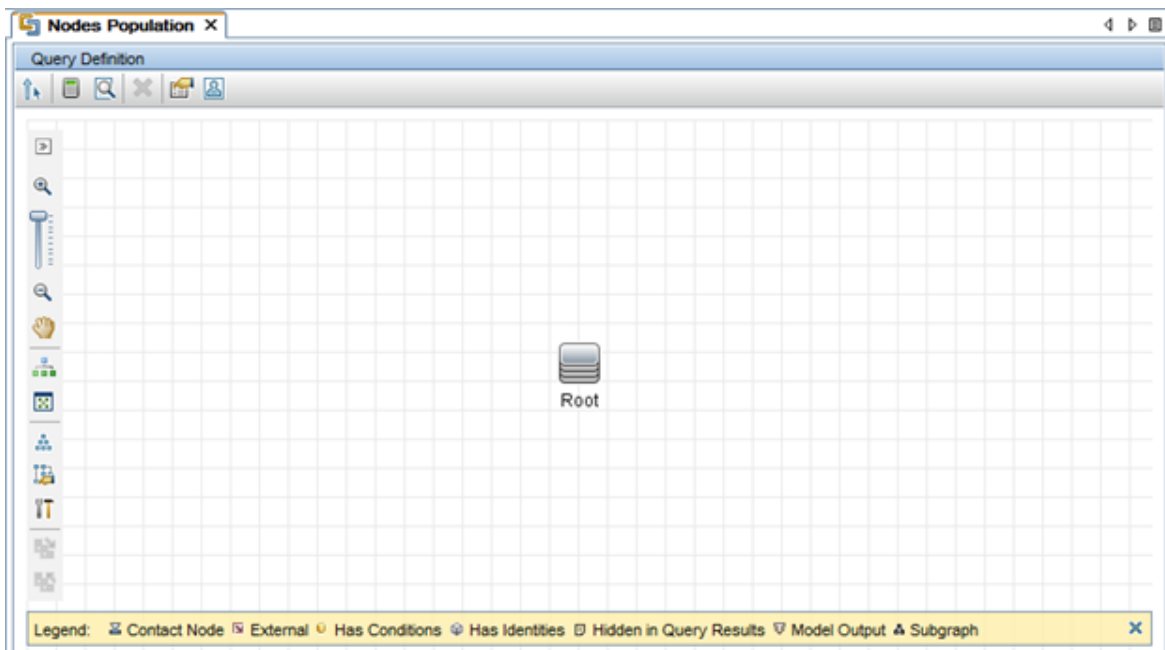 Nodes Population
Query Definition
Root
Legend: Contact Node External Has Conditions Has Identities Hidden in Query Results Model Output Subgraph